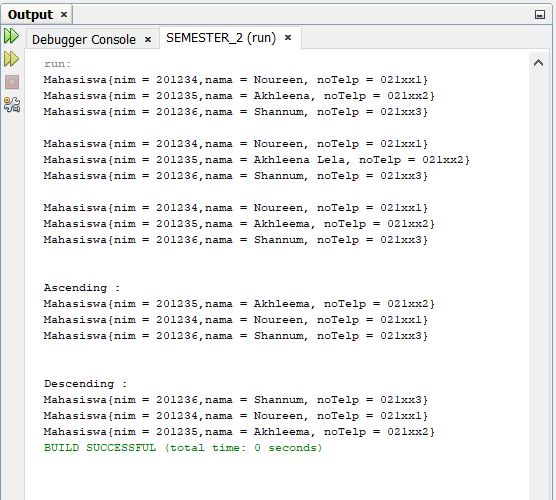 Output
Debugger Console
SEMESTER_2 (run)
run:
Mahasiswa{nim = 201234,nama = Noureen, noTelp = 021xx1}
Mahasiswa{nim = 201235,nama = Akhleena, noTelp = 021xx2}
Mahasiswa{nim = 201236,nama = Shannum, noTelp = 021xx3}
Mahasiswa{nim = 201234,nama = Noureen, noTelp = 021xx1}
Mahasiswa{nim = 201235,nama = Akhleena Lela, noTelp = 021xx2}
Mahasiswa{nim = 201236,nama = Shannum, noTelp = 021xx3}
Mahasiswa{nim = 201234,nama = Noureen, noTelp = 021xx1}
Mahasiswa{nim = 201235,nama = Akhleema, noTelp = 021xx2}
Mahasiswa{nim = 201236,nama = Shannum, noTelp = 021xx3}
Ascending :
Mahasiswa{nim = 201235,nama = Akhleema, noTelp = 021xx2}
Mahasiswa{nim = 201234,nama = Noureen, noTelp = 021xx1}
Mahasiswa{nim = 201236,nama = Shannum, noTelp = 021xx3}
Descending :
Mahasiswa{nim = 201236,nama = Shannum, noTelp = 021xx3}
Mahasiswa{nim = 201234,nama = Noureen, noTelp = 021xx1}
Mahasiswa{nim = 201235,nama = Akhleema, noTelp = 021xx2}
BUILD SUCCESSFUL (total time: 0 seconds)